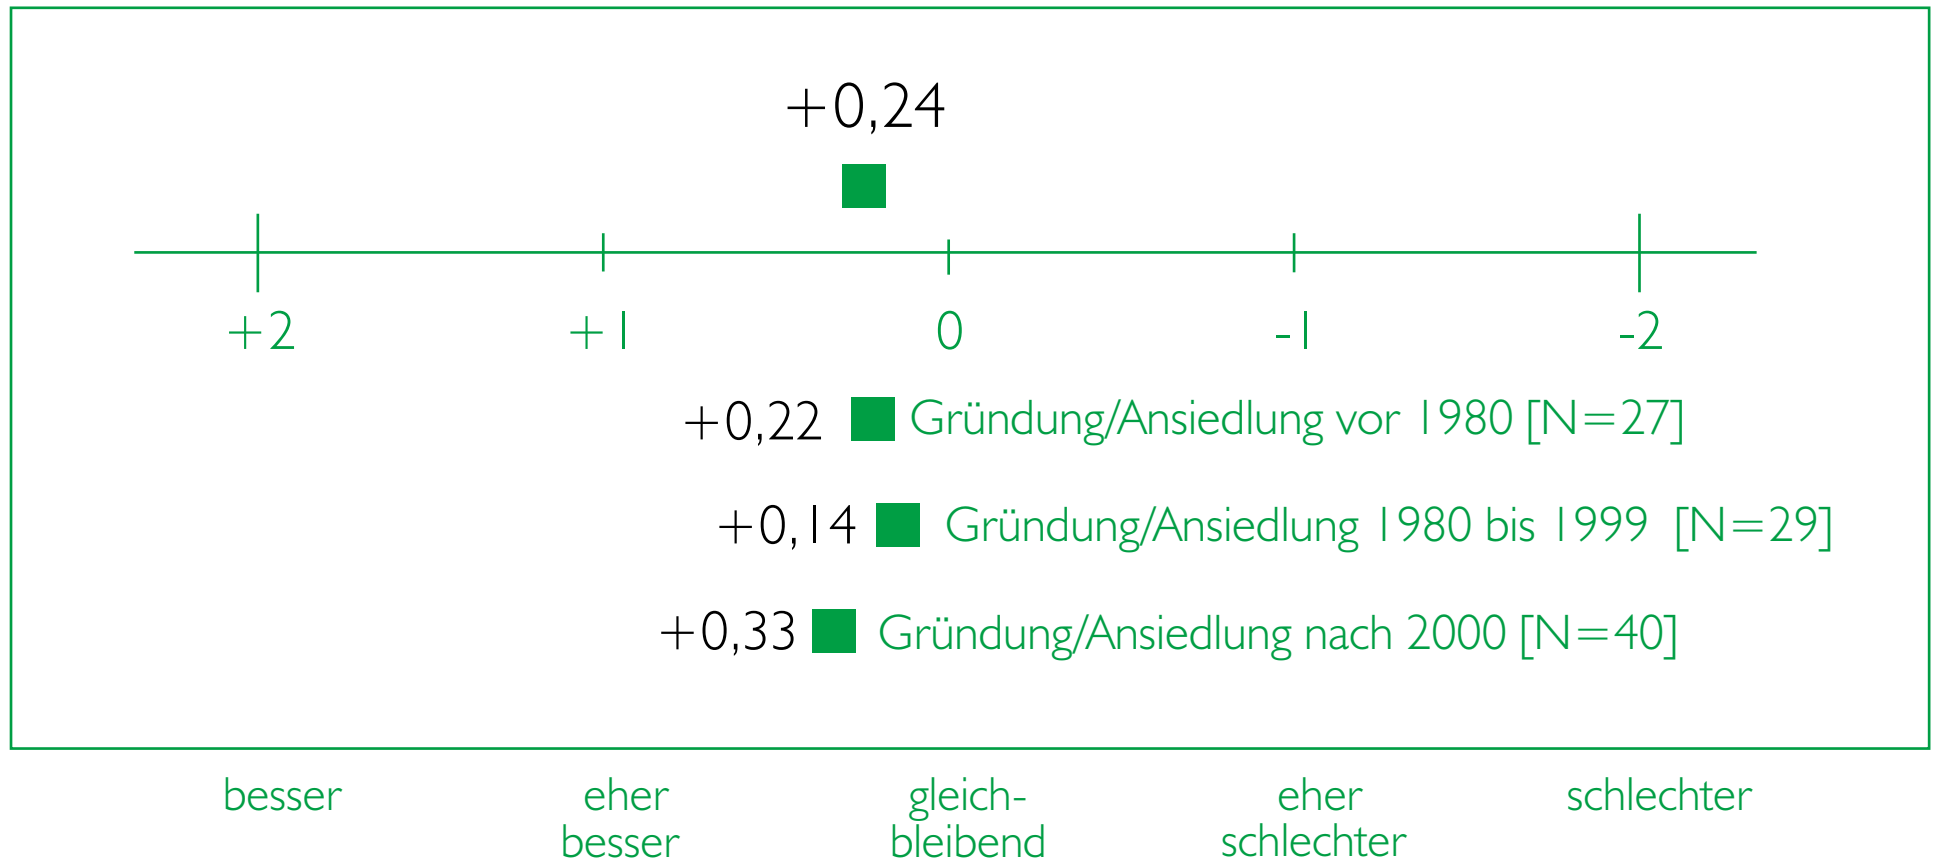 +0,24
+2 +1 0 -1 -2
+0,22 Gründung/Ansiedlung vor 1980 [N=27]
+0,14 Gründung/Ansiedlung 1980 bis 1999 [N=29]
+0,33 Gründung/Ansiedlung nach 2000 [N=40]
besser eher gleich- eher schlechter
besser bleibend schlechter